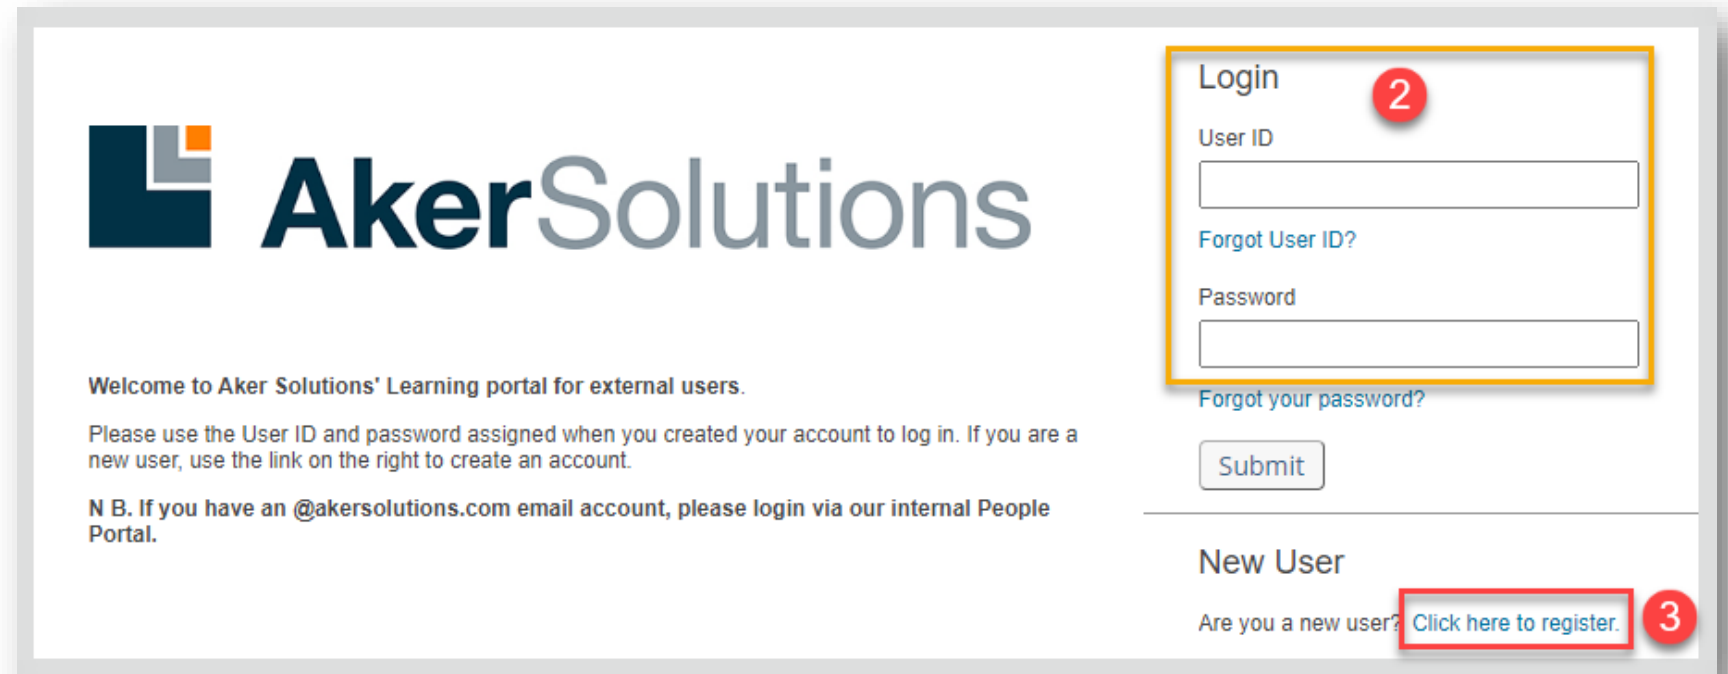 AkerSolutions
Welcome to Aker Solutions' Learning portal for external users.
Please use the User ID and password assigned when you created your account to log in. If you are a
new user, use the link on the right to create an account.
N B. If you have an @akersolutions.com email account, please login via our internal People
Portal.
Login
2
User ID
Forgot User ID?
Password
Forgot your password?
Submit
New User
Are you a new user? Click here to register.
3